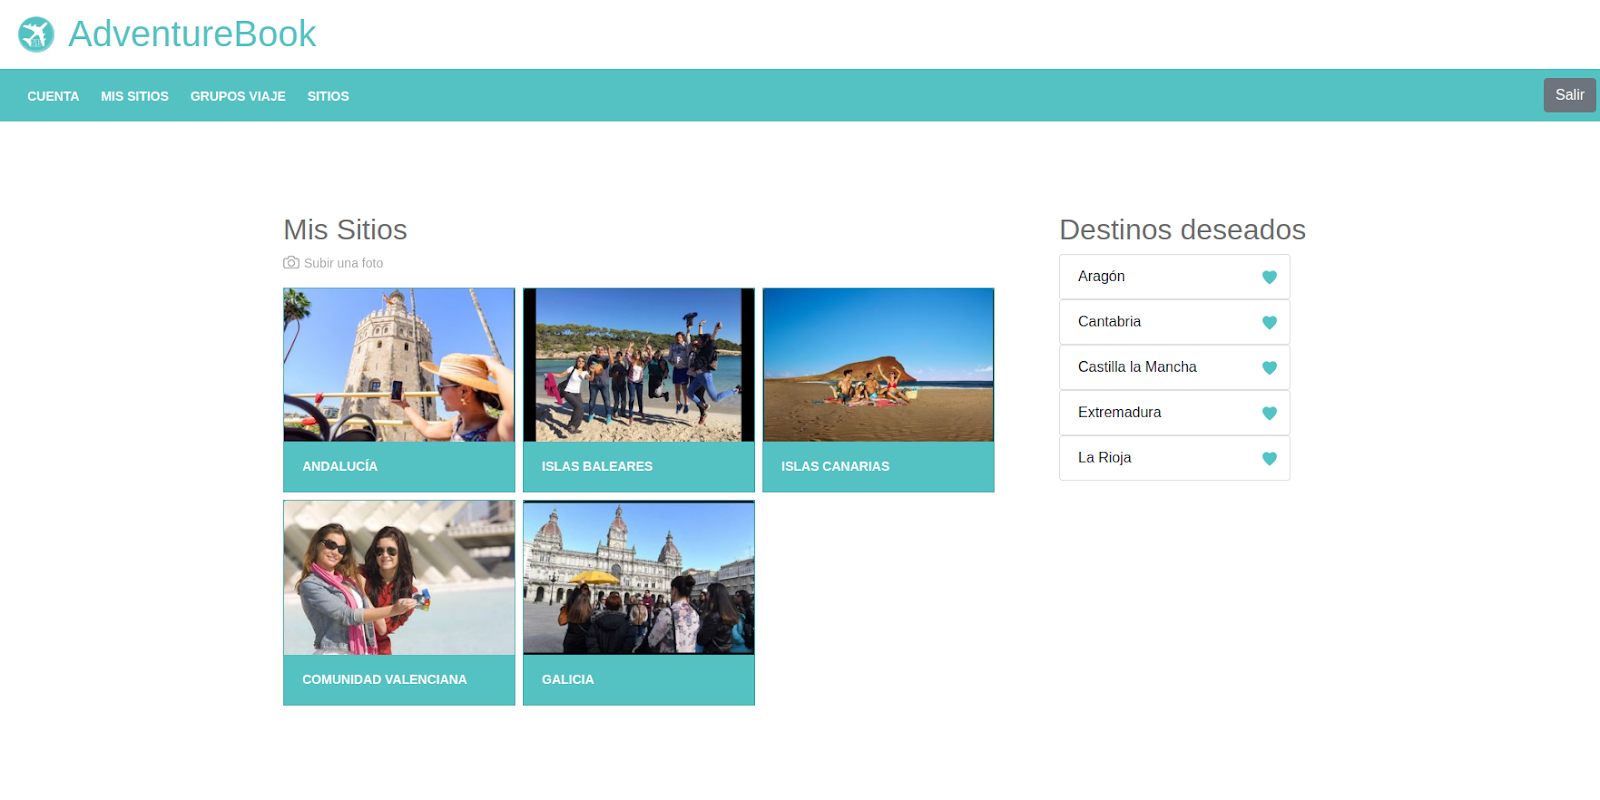 AdventureBook
CUENTA MIS SITIOS GRUPOS VIAJE SITIOS Salir
Mis Sitios
Subir una foto
ANDALUCÍA
ISLAS BALEARES
ISLAS CANARIAS
COMUNIDAD VALENCIANA
GALICIA
Destinos deseados
Aragón
Cantabria
Castilla la Mancha
Extremadura
La Rioja